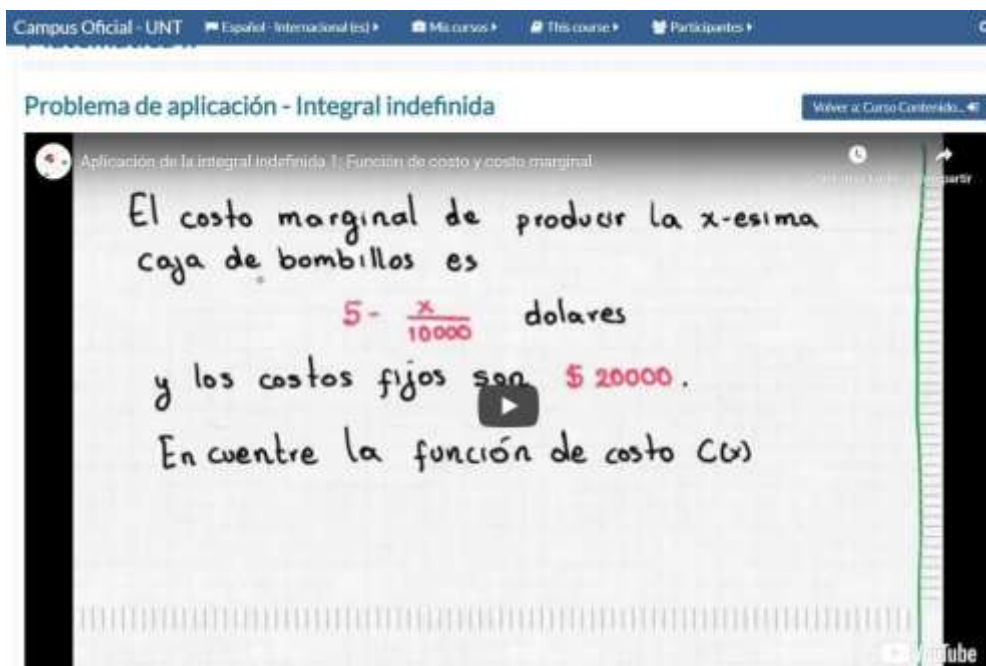 Campus Oficial - UNT Español - Internacional (es) Mis cursos This course Participantes
Problema de aplicación - Integral indefinida
Volver a: Curso Contenido...
Aplicación de la integral indefinida 1; Función de costo y costo marginal
El costo marginal de producir la x-esima
caja de bombillos es
5 - x/10000 dolares
y los costos fijos son $ 20000.
Encuentre la función de costo C(x)
YouTube